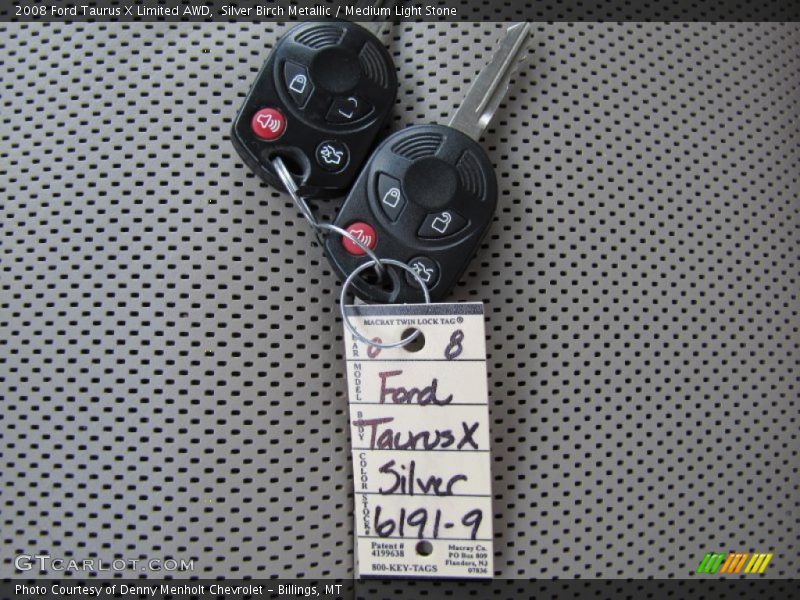 2008 Ford Taurus X Limited AWD, Silver Birch Metallic / Medium Light Stone
MACRAY TWIN LOCK TAG®
YEAR 0 8
MODEL Ford
BODY Taurus X
COLOR Silver
STOCK# 6191-9
Patent #
4199638
800-KEY-TAGS
Macray Co.
PO Box 809
Flanders, NJ
07836
GTCARLOT.COM
Photo Courtesy of Denny Menholt Chevrolet - Billings, MT